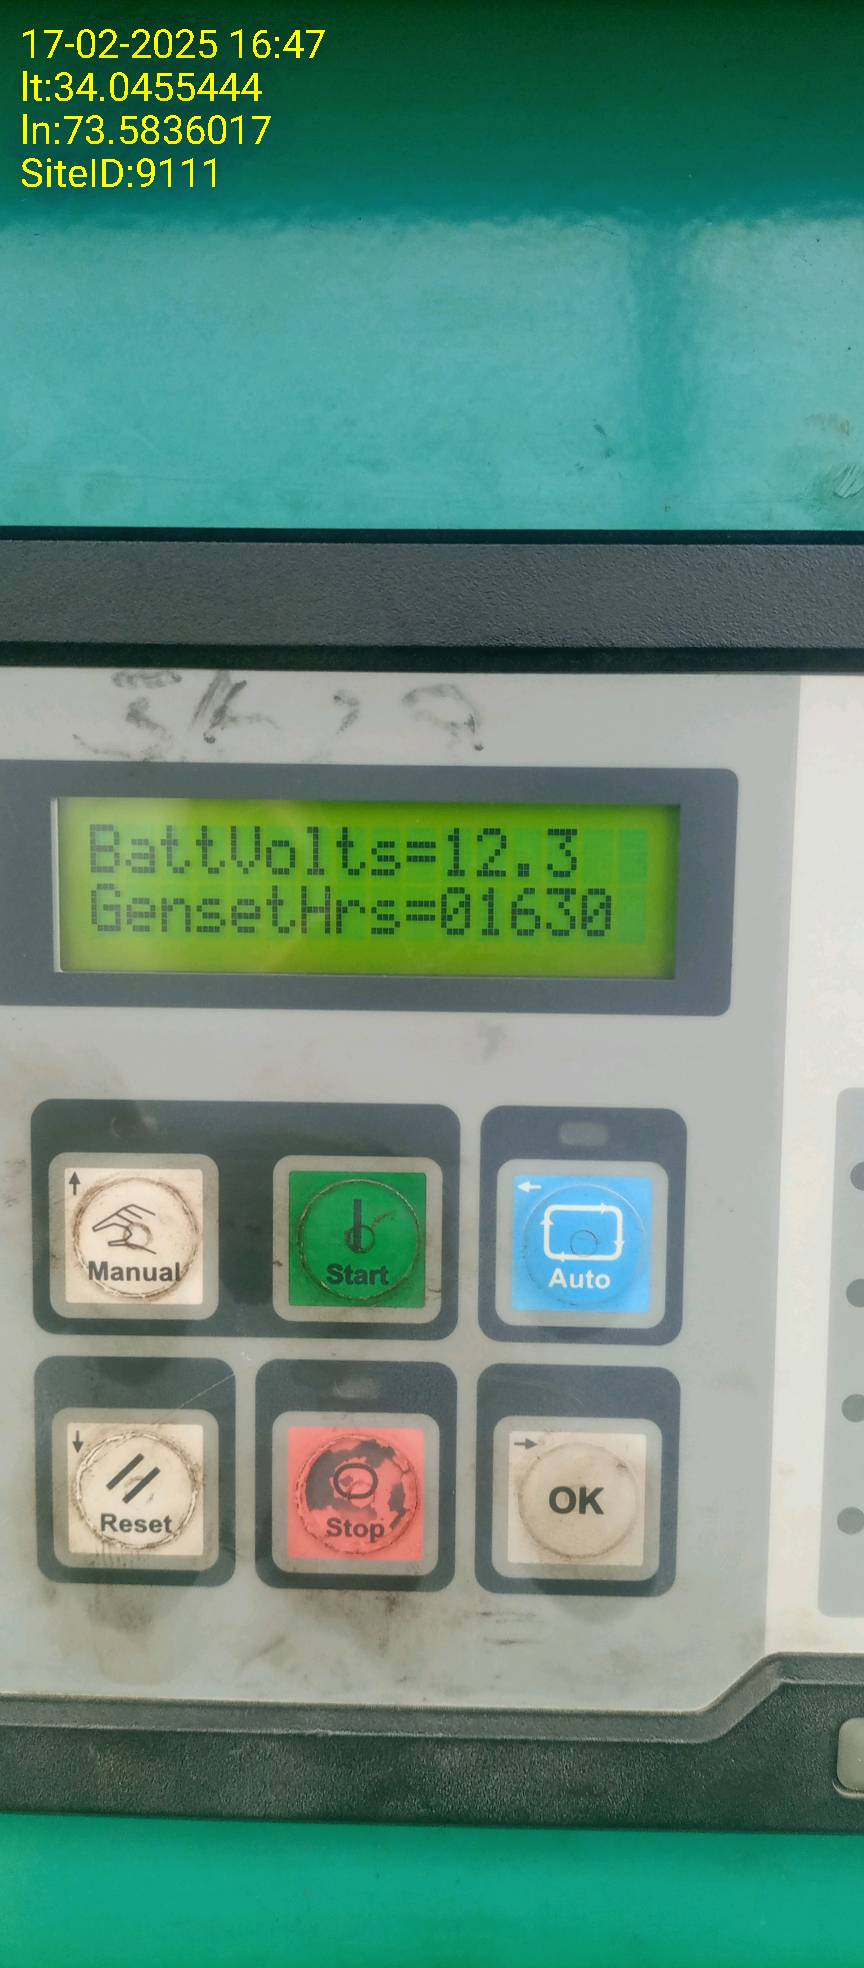 17-02-2025 16:47
lt:34.0455444
ln:73.5836017
SiteID:9111
BattVolts=12.3
GensetHrs=01630
Manual
Start
Auto
Reset
Stop
OK